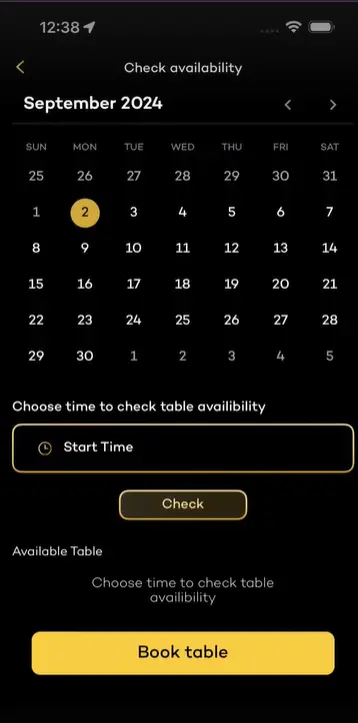 12:38
Check availability
September 2024
SUN MON TUE WED THU FRI SAT
25 26 27 28 29 30 31
1 2 3 4 5 6 7
8 9 10 11 12 13 14
15 16 17 18 19 20 21
22 23 24 25 26 27 28
29 30 1 2 3 4 5
Choose time to check table availibility
Start Time
Check
Available Table
Choose time to check table
availibility
Book table